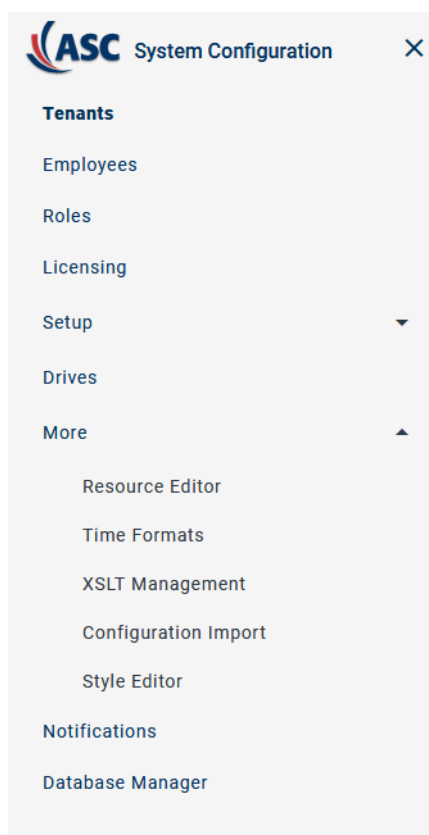 ASC System Configuration
Tenants
Employees
Roles
Licensing
Setup
Drives
More
Resource Editor
Time Formats
XSLT Management
Configuration Import
Style Editor
Notifications
Database Manager